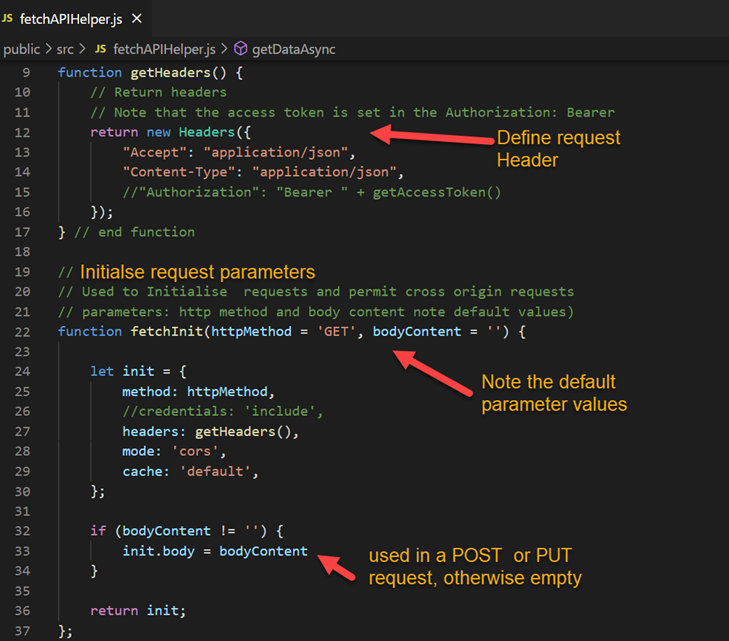 JS fetchAPIHelper.js ×
public > src > JS fetchAPIHelper.js > getDataAsync
9 function getHeaders() {
10 // Return headers
11 // Note that the access token is set in the Authorization: Bearer
12 return new Headers({
Define request
Header
13 "Accept": "application/json",
14 "Content-Type": "application/json",
15 //"Authorization": "Bearer " + getAccessToken()
16 });
17 } // end function
18
19 // Initialse request parameters
20 // Used to Initialise  requests and permit cross origin requests
21 // parameters: http method and body content note default values)
22 function fetchInit(httpMethod = 'GET', bodyContent = '') {
23
Note the default
parameter values
24 let init = {
25 method: httpMethod,
26 //credentials: 'include',
27 headers: getHeaders(),
28 mode: 'cors',
29 cache: 'default',
30 };
31
32 if (bodyContent != '') {
33 init.body = bodyContent
used in a POST  or PUT
request, otherwise empty
34 }
35
36 return init;
37 };